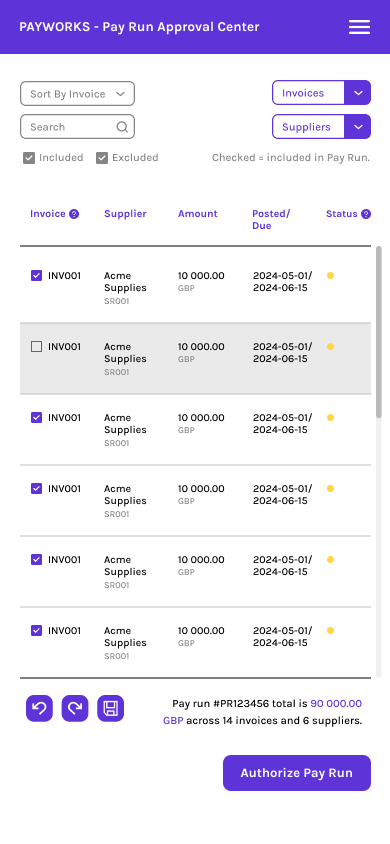 PAYWORKS - Pay Run Approval Center
Sort By Invoice
Invoices
Search
Suppliers
Included
Excluded
Checked = included in Pay Run.
Invoice ?
Supplier
Amount
Posted/
Due
Status ?
INV001
Acme
Supplies
SR001
10 000.00
GBP
2024-05-01/
2024-06-15
INV001
Acme
Supplies
SR001
10 000.00
GBP
2024-05-01/
2024-06-15
INV001
Acme
Supplies
SR001
10 000.00
GBP
2024-05-01/
2024-06-15
INV001
Acme
Supplies
SR001
10 000.00
GBP
2024-05-01/
2024-06-15
INV001
Acme
Supplies
SR001
10 000.00
GBP
2024-05-01/
2024-06-15
INV001
Acme
Supplies
SR001
10 000.00
GBP
2024-05-01/
2024-06-15
Pay run #PR123456 total is 90 000.00
GBP across 14 invoices and 6 suppliers.
Authorize Pay Run